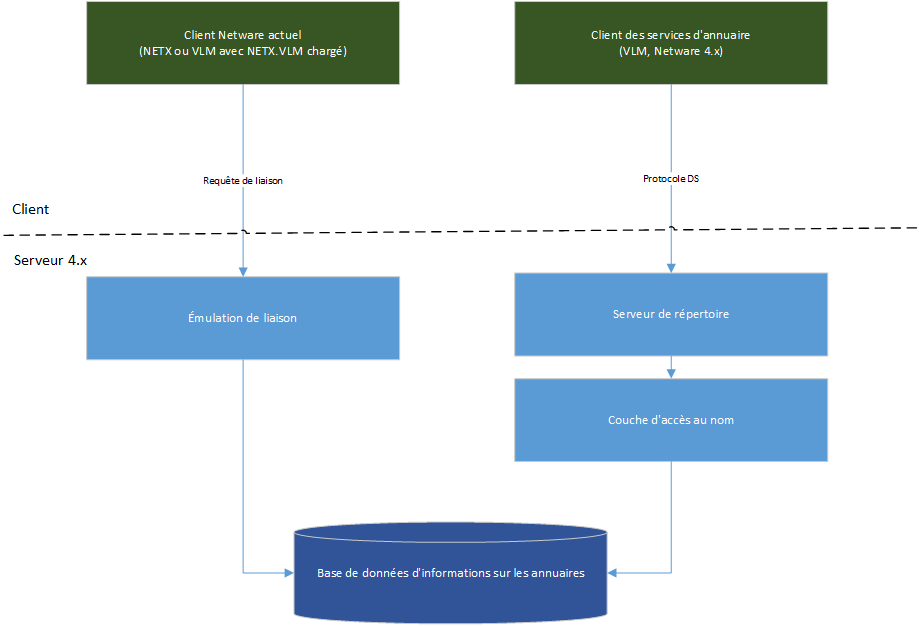 Client Netware actuel
(NETX ou VLM avec NETX.VLM chargé)
Client des services d'annuaire
(VLM, Netware 4.x)
Requête de liaison
Protocole DS
Client
Serveur 4.x
Émulation de liaison
Serveur de répertoire
Couche d'accès au nom
Base de données d'informations sur les annuaires